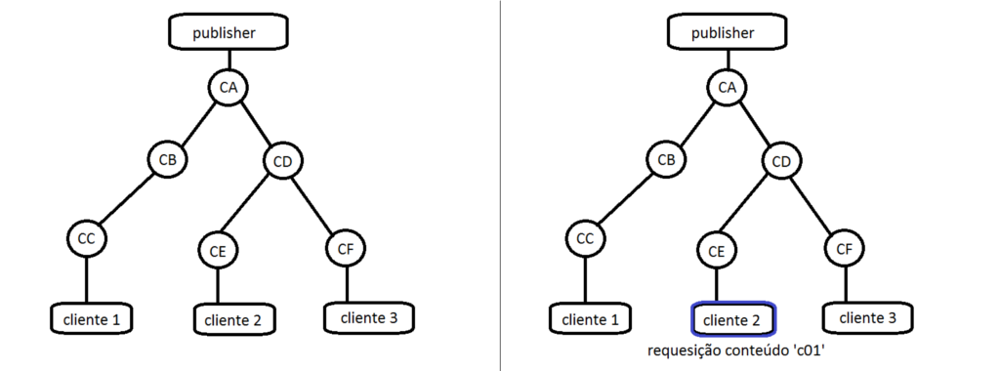 publisher
CA
CB
CD
CC
CE
CF
cliente 1
cliente 2
cliente 3
publisher
CA
CB
CD
CC
CE
CF
cliente 1
cliente 2
cliente 3
requesição conteúdo 'c01'